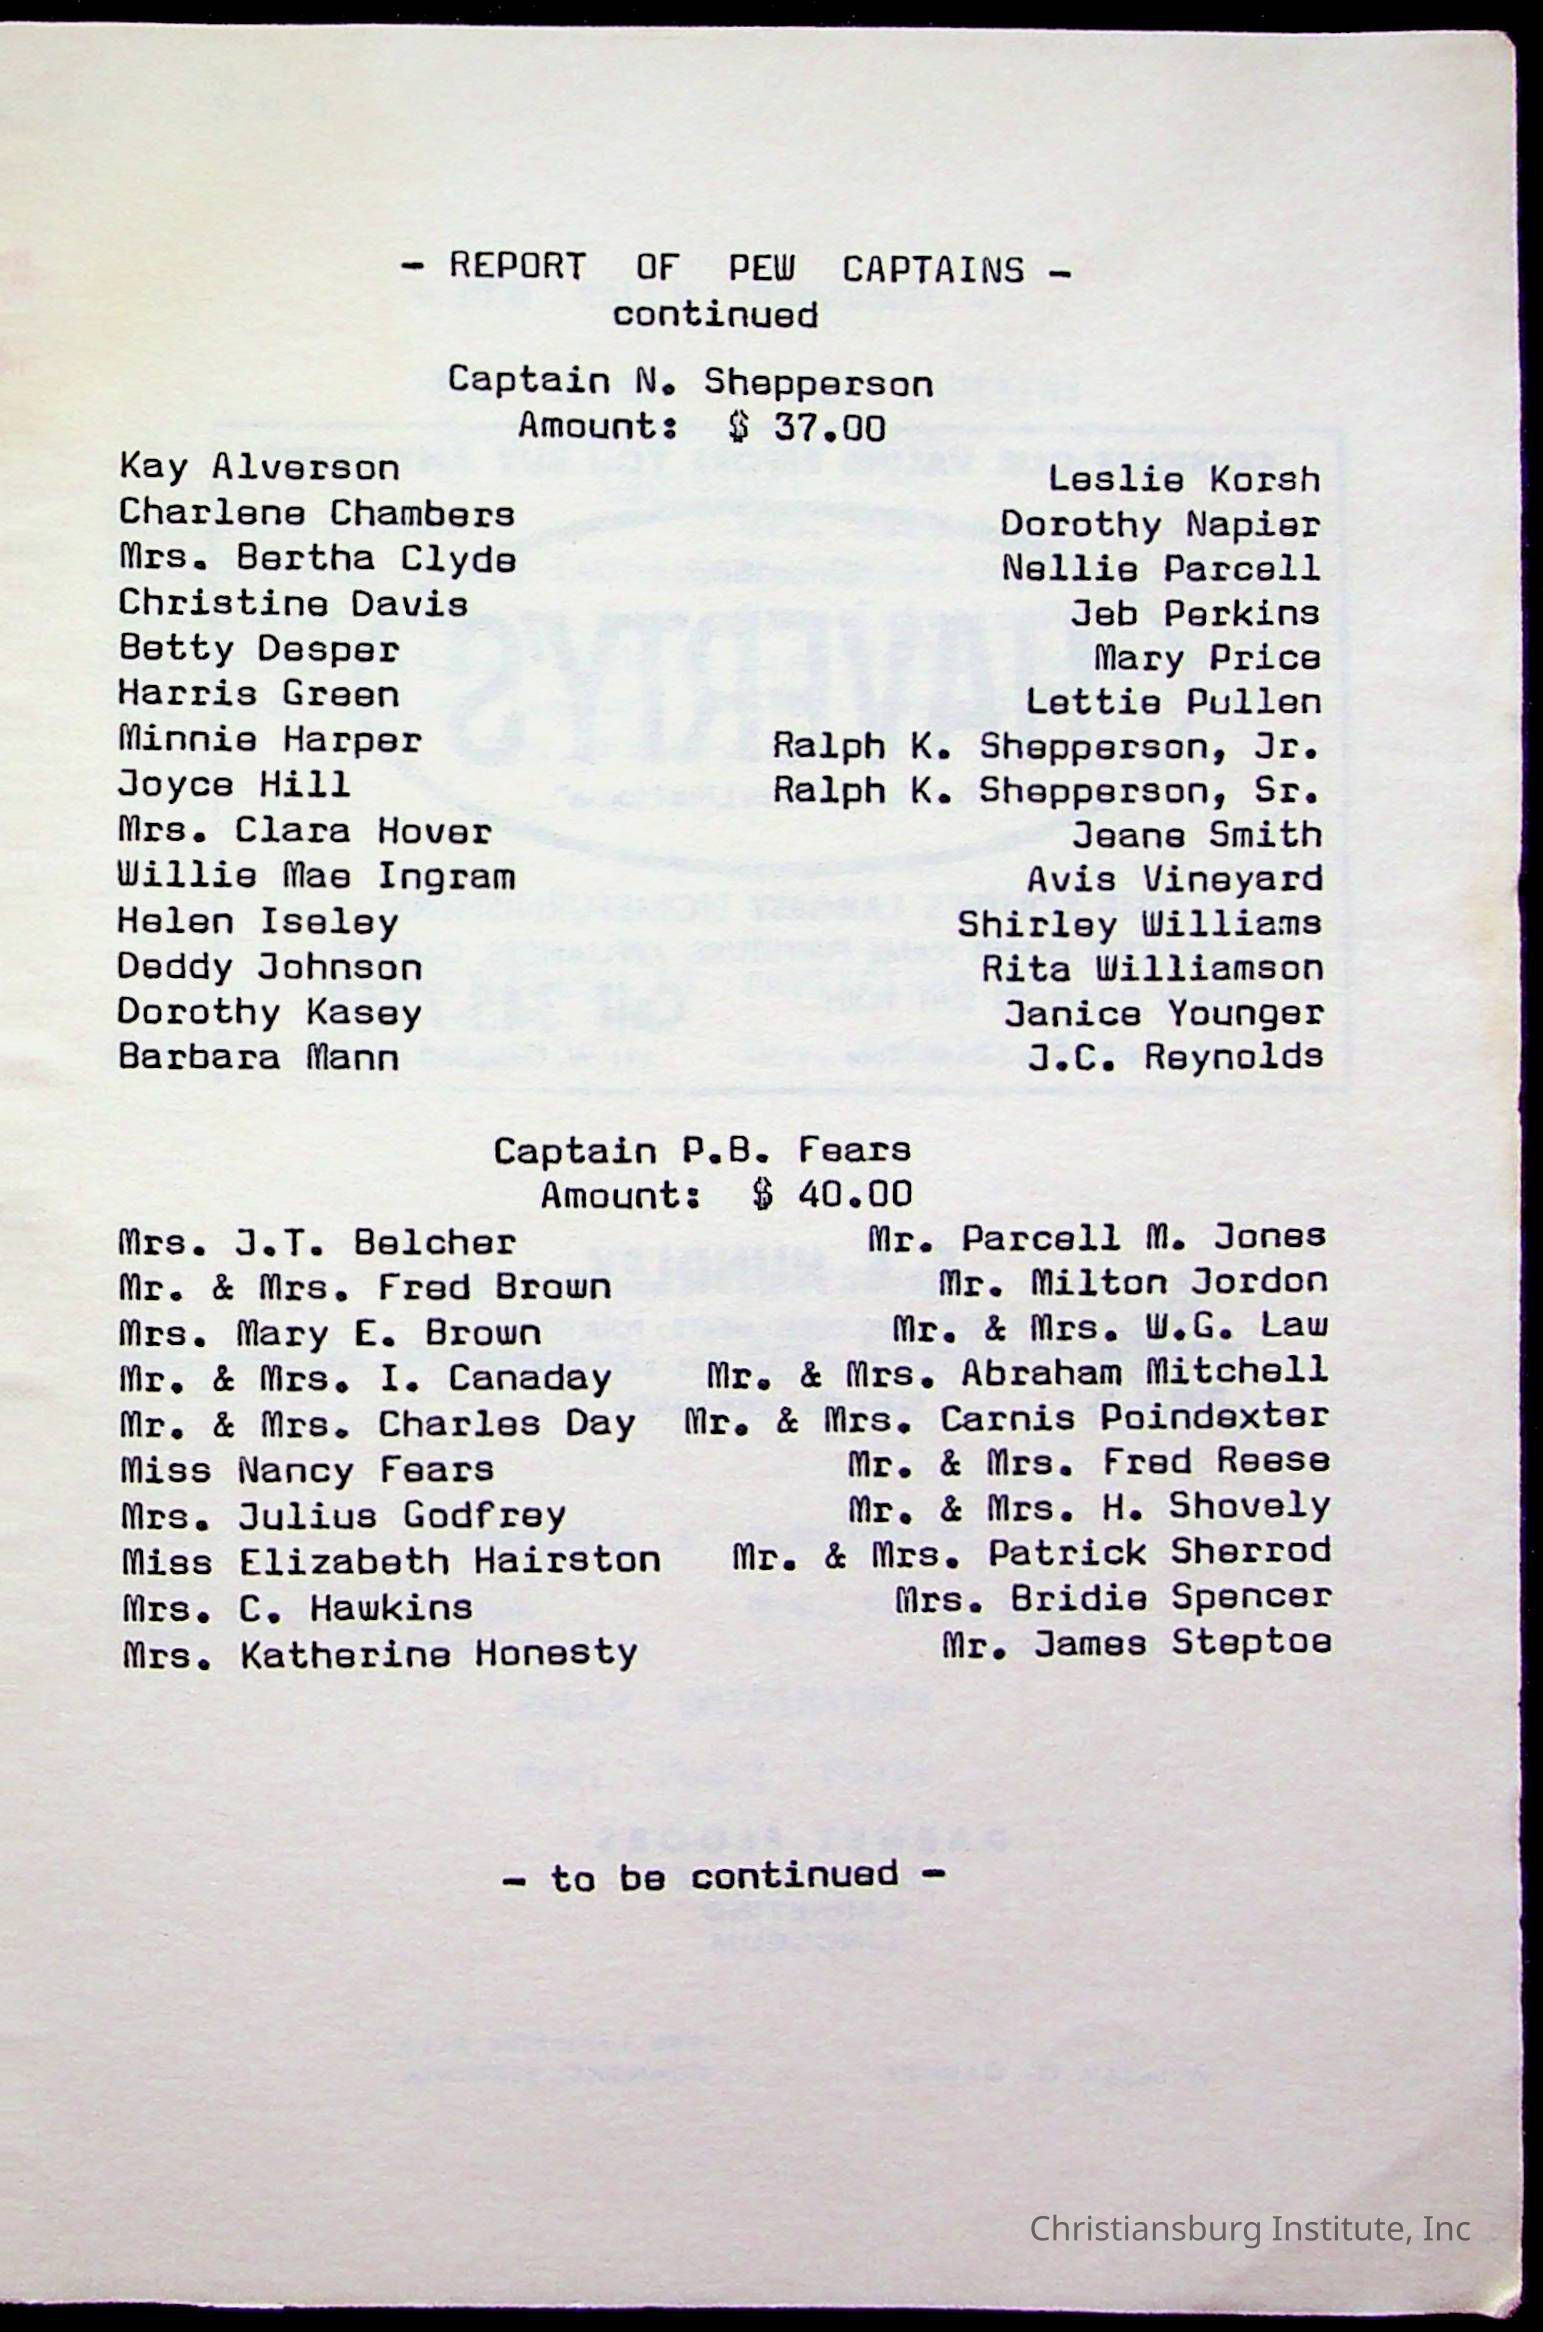 - REPORT OF PEW CAPTAINS -
continued
Captain N. Shepperson
Amount: $ 37.00
Kay Alverson
Charlene Chambers
Mrs. Bertha Clyde
Christine Davis
Betty Desper
Harris Green
Minnie Harper
Joyce Hill
Mrs. Clara Hover
Willie Mae Ingram
Helen Iseley
Deddy Johnson
Dorothy Kasey
Barbara Mann
Leslie Korsh
Dorothy Napier
Nellie Parcell
Jeb Perkins
Mary Price
Lettie Pullen
Ralph K. Shepperson, Jr.
Ralph K. Shepperson, Sr.
Jeane Smith
Avis Vineyard
Shirley Williams
Rita Williamson
Janice Younger
J.C. Reynolds
Captain P.B. Fears
Amount: $ 40.00
Mrs. J.T. Belcher
Mr. & Mrs. Fred Brown
Mrs. Mary E. Brown
Mr. & Mrs. I. Canaday
Mr. & Mrs. Charles Day
Miss Nancy Fears
Mrs. Julius Godfrey
Miss Elizabeth Hairston
Mrs. C. Hawkins
Mrs. Katherine Honesty
Mr. Parcell M. Jones
Mr. Milton Jordon
Mr. & Mrs. W.G. Law
Mr. & Mrs. Abraham Mitchell
Mr. & Mrs. Carnis Poindexter
Mr. & Mrs. Fred Reese
Mr. & Mrs. H. Shovely
Mr. & Mrs. Patrick Sherrod
Mrs. Bridie Spencer
Mr. James Steptoe
- to be continued -
Christiansburg Institute, Inc